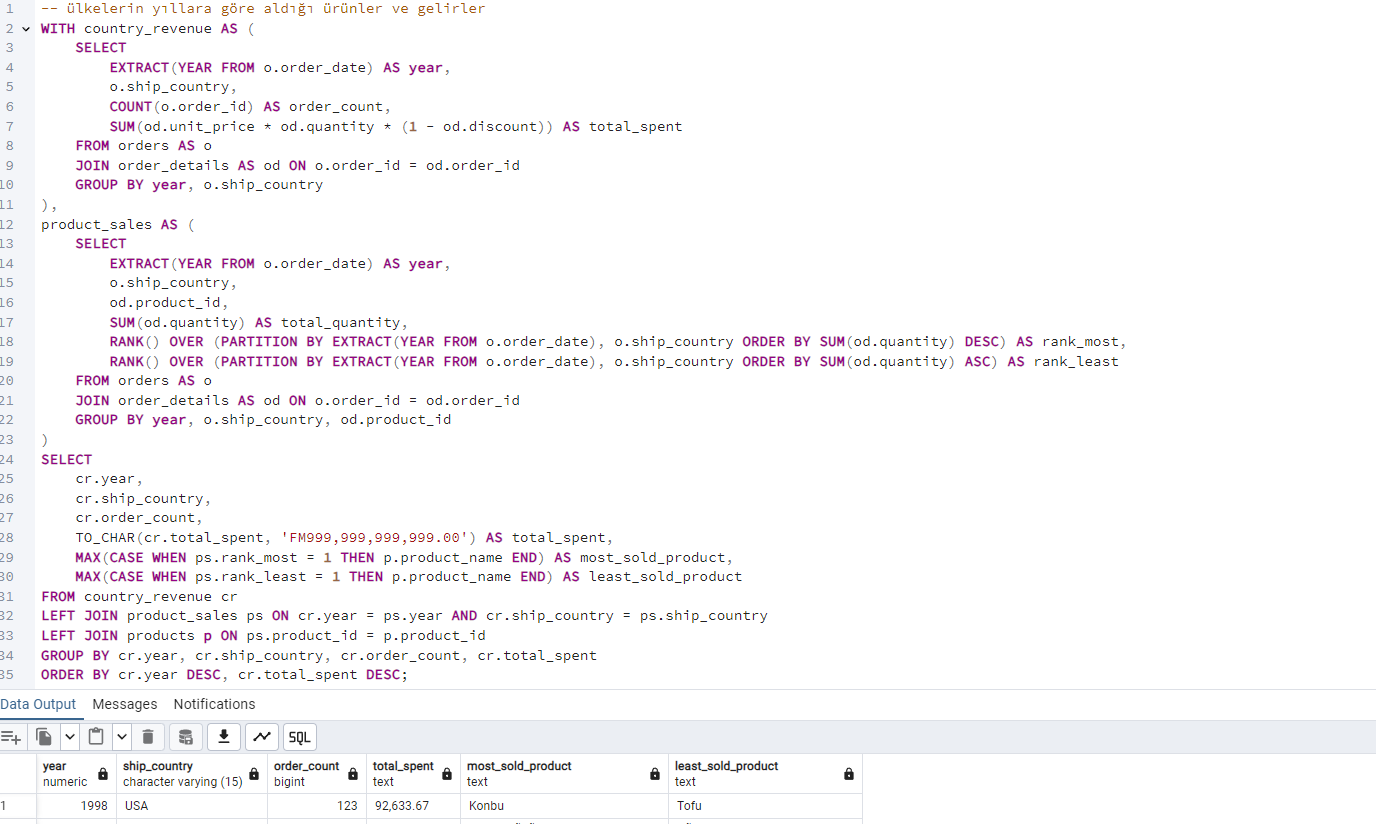 1 -- ülkelerin yıllara göre aldığı ürünler ve gelirler
2 WITH country_revenue AS (
3 SELECT
4 EXTRACT(YEAR FROM o.order_date) AS year,
5 o.ship_country,
6 COUNT(o.order_id) AS order_count,
7 SUM(od.unit_price * od.quantity * (1 - od.discount)) AS total_spent
8 FROM orders AS o
9 JOIN order_details AS od ON o.order_id = od.order_id
10 GROUP BY year, o.ship_country
11 ),
12 product_sales AS (
13 SELECT
14 EXTRACT(YEAR FROM o.order_date) AS year,
15 o.ship_country,
16 od.product_id,
17 SUM(od.quantity) AS total_quantity,
18 RANK() OVER (PARTITION BY EXTRACT(YEAR FROM o.order_date), o.ship_country ORDER BY SUM(od.quantity) DESC) AS rank_most,
19 RANK() OVER (PARTITION BY EXTRACT(YEAR FROM o.order_date), o.ship_country ORDER BY SUM(od.quantity) ASC) AS rank_least
20 FROM orders AS o
21 JOIN order_details AS od ON o.order_id = od.order_id
22 GROUP BY year, o.ship_country, od.product_id
23 )
24 SELECT
25 cr.year,
26 cr.ship_country,
27 cr.order_count,
28 TO_CHAR(cr.total_spent, 'FM999,999,999,999.00') AS total_spent,
29 MAX(CASE WHEN ps.rank_most = 1 THEN p.product_name END) AS most_sold_product,
30 MAX(CASE WHEN ps.rank_least = 1 THEN p.product_name END) AS least_sold_product
31 FROM country_revenue cr
32 LEFT JOIN product_sales ps ON cr.year = ps.year AND cr.ship_country = ps.ship_country
33 LEFT JOIN products p ON ps.product_id = p.product_id
34 GROUP BY cr.year, cr.ship_country, cr.order_count, cr.total_spent
35 ORDER BY cr.year DESC, cr.total_spent DESC;
Data Output Messages Notifications
SQL
year ship_country order_count total_spent most_sold_product least_sold_product
numeric character varying (15) bigint text text text
1 1998 USA 123 92,633.67 Konbu Tofu